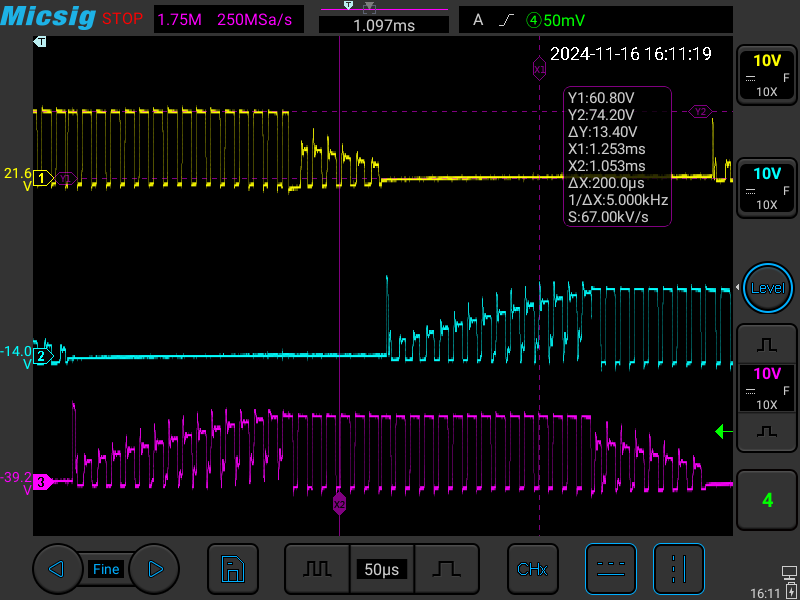 Micsig STOP 1.75M 250MSa/s 1.097ms A 4 50mV
T
2024-11-16 16:11:19
X1
10V
F
10X
Y1:60.80V
Y2:74.20V
ΔY:13.40V
X1:1.253ms
X2:1.053ms
ΔX:200.0µs
1/ΔX:5.000kHz
S:67.00kV/s
Y2
21.6
V
1
Y1
10V
F
10X
Level
-14.0
V
2
10V
F
10X
-39.2
V
3
X2
4
Fine
50µs
CHx
16:11